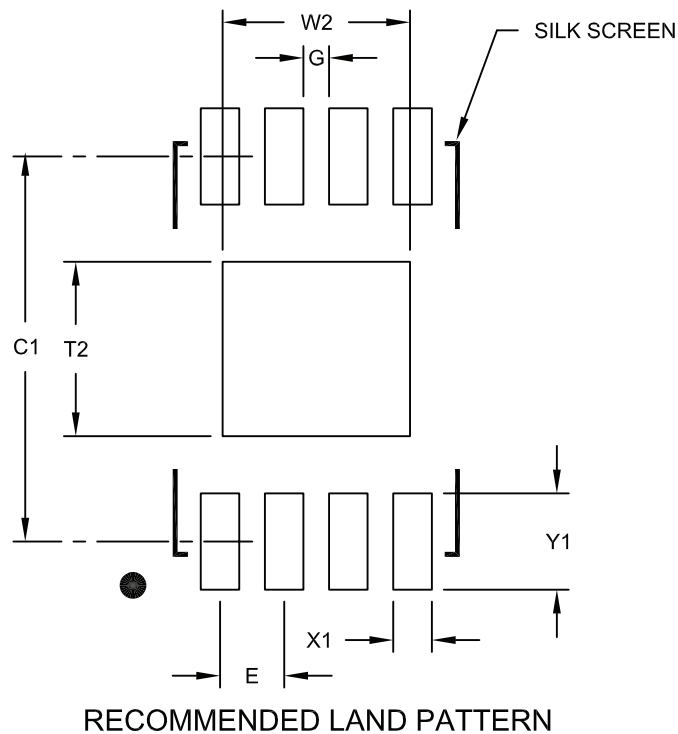 W2
G
SILK SCREEN
C1
T2
Y1
X1
E
RECOMMENDED LAND PATTERN